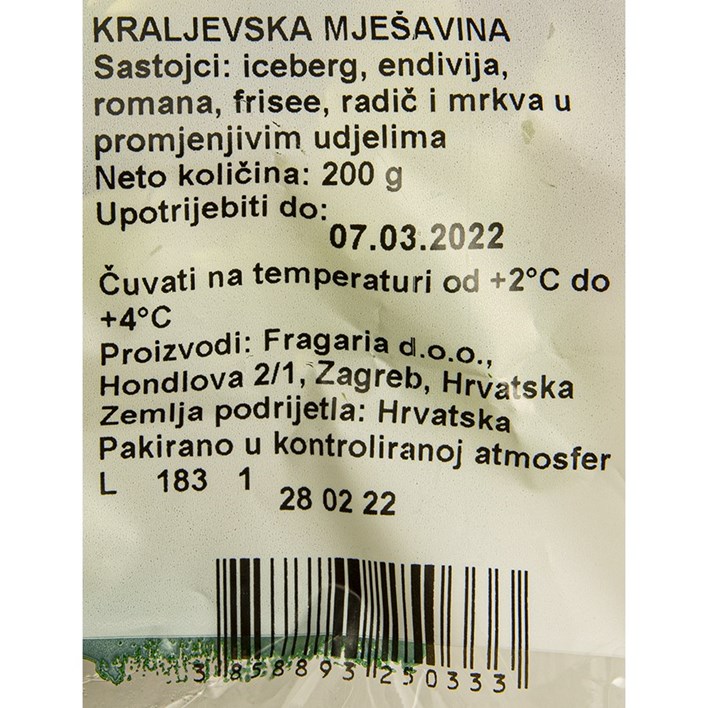 KRALJEVSKA MJEŠAVINA
Sastojci: iceberg, endivija,
romana, frisee, radič i mrkva u
promjenjivim udjelima
Neto količina: 200 g
Upotrijebiti do:
07.03.2022
Čuvati na temperaturi od +2°C do
+4°C
Proizvodi: Fragaria d.o.o.,
Hondlova 2/1, Zagreb, Hrvatska
Zemlja podrijetla: Hrvatska
Pakirano u kontroliranoj atmosfer
L 183 1
28 02 22
3 858893 250333